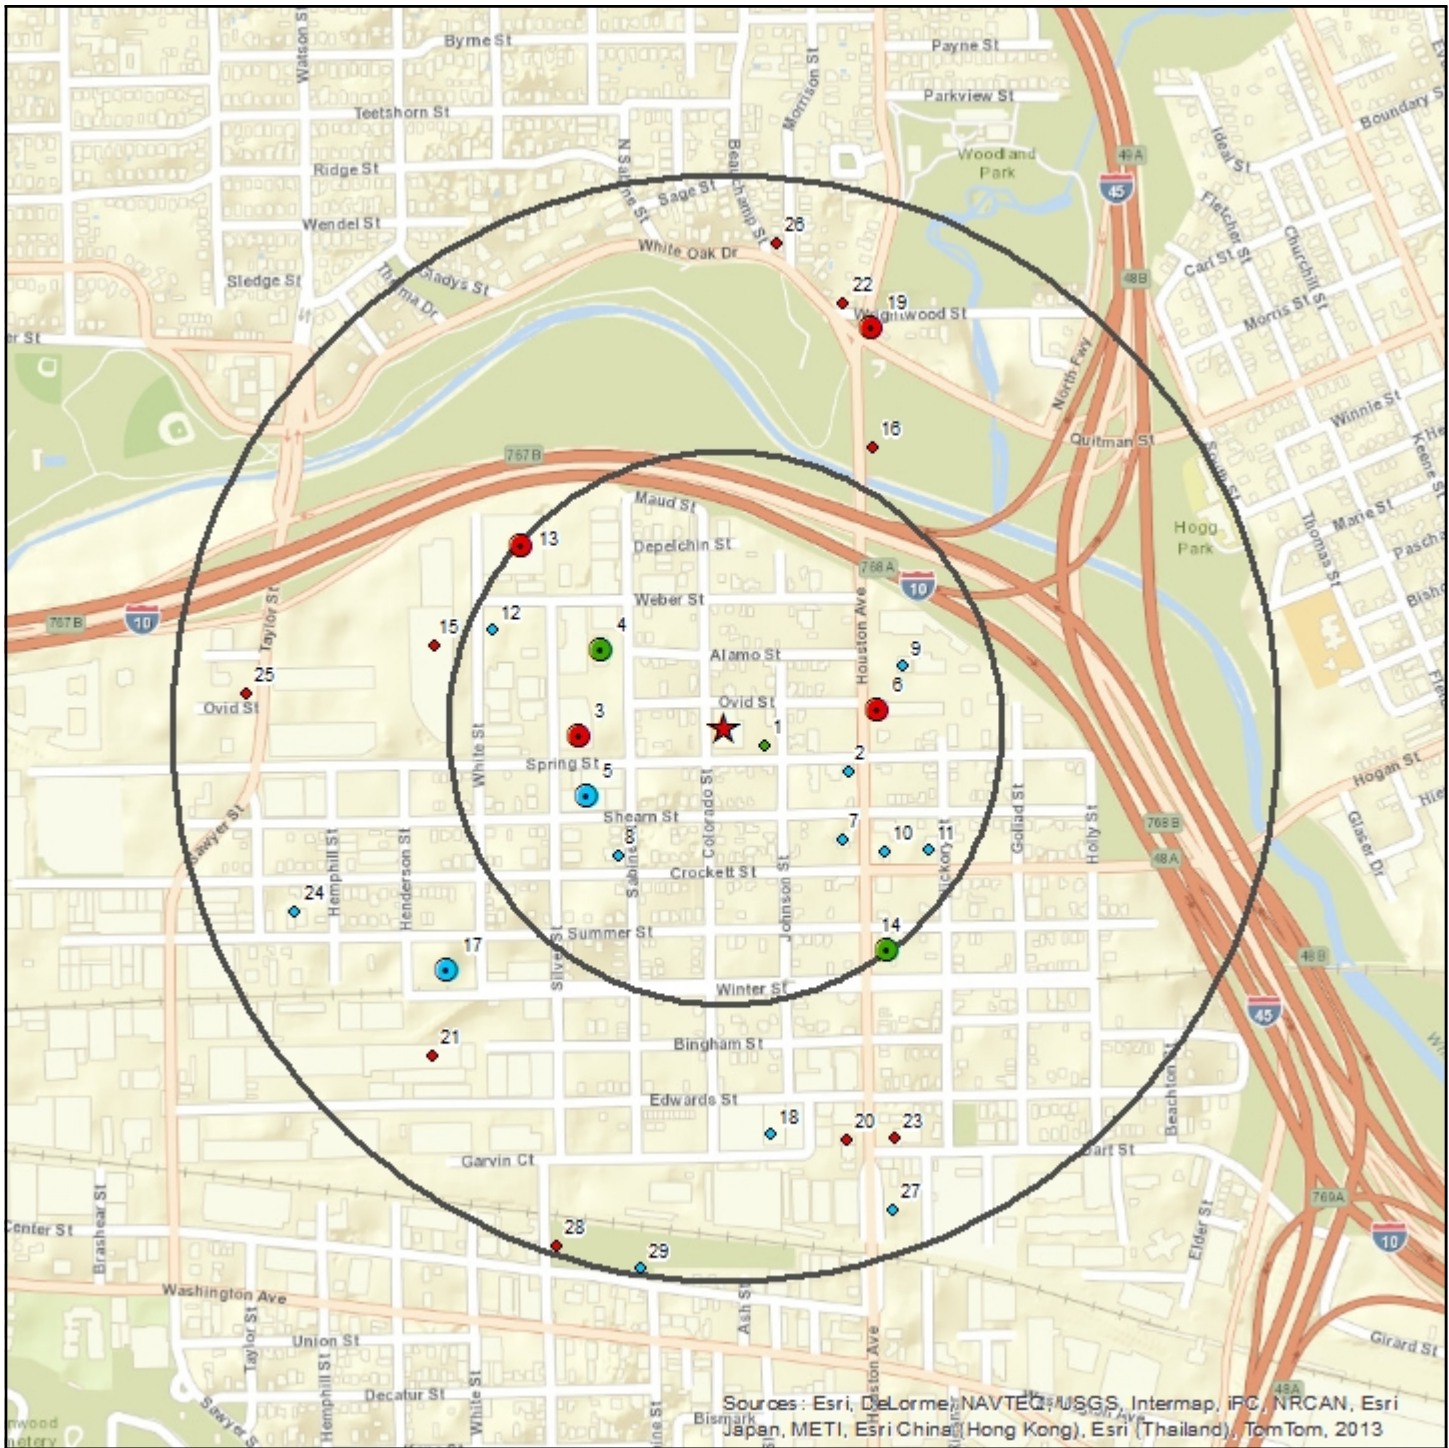 Watson St
Byrne St
Morrison St
Payne St
Parkview St
Boundary S
Teetshorn St
Ideal St
Ridge St
N Sabine St
Beauchamp St
Woodland
Park
49A
45
Sage St
Fletcher St
Wendel St
26
Churchill St
White Oak Dr
Carl St
Sledge St
Thelma Dr
Gladys St
48B
22
19
Wrightwood St
Morris St
er St
North Fwy
Winnie St
16
Quitman St
Keene St
767B
South St
Maud St
Marie St
Hogg
Park
Thomas St
13
Depelchin St
Pascha
768A
10
Weber St
Bisho
767B
10
Taylor St
12
15
4
Houston Ave
Alamo St
9
25
6
Ovid St
Ovid St
3
1
White St
Spring St
5
2
Hogan St
Colorado St
Shearn St
Goliad St
Holly St
Glaser Dr
Sawyer St
768B
48A
8
7
10
11
Hemphill St
Henderson St
Crockett St
Johnson St
24
14
Summer St
17
48B
Winter St
45
21
Bingham St
Beachton St
Edwards St
18
20
23
Garvin Ct
Dart St
769A
27
Elder St
Center St
Brashear St
28
29
10
Washington Ave
Ash St
Taylor St
Union St
Hemphill St
White St
Girard St
48A
Decatur St
Sawyer S
Bismark
Sources: Esri, DeLorme, NAVTEQ, USGS, Intermap, iPC, NRCAN, Esri
Japan, METI, Esri China (Hong Kong), Esri (Thailand), TomTom, 2013